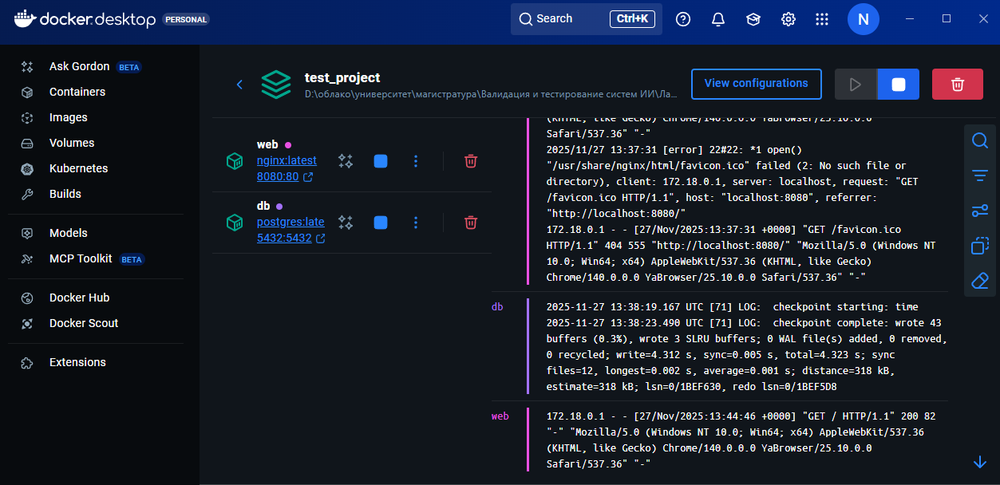 docker.desktop PERSONAL
Search Ctrl+K
N
Ask Gordon BETA
Containers
Images
Volumes
Kubernetes
Builds
Models
MCP Toolkit BETA
Docker Hub
Docker Scout
Extensions
test_project
D:\облако\университет\магистратура\Валидация и тестирование систем ИИ\Ла...
View configurations
web
nginx:latest
8080:80
db
postgres:late
5432:5432
(KHTML, like Gecko) Chrome/140.0.0.0 YaBrowser/25.10.0.0
Safari/537.36" "-"
2025/11/27 13:37:31 [error] 22#22: *1 open()
"/usr/share/nginx/html/favicon.ico" failed (2: No such file or
directory), client: 172.18.0.1, server: localhost, request: "GET
/favicon.ico HTTP/1.1", host: "localhost:8080", referrer:
"http://localhost:8080/"
172.18.0.1 - - [27/Nov/2025:13:37:31 +0000] "GET /favicon.ico
HTTP/1.1" 404 555 "http://localhost:8080/" "Mozilla/5.0 (Windows NT
10.0; Win64; x64) AppleWebKit/537.36 (KHTML, like Gecko)
Chrome/140.0.0.0 YaBrowser/25.10.0.0 Safari/537.36" "-"
db
2025-11-27 13:38:19.167 UTC [71] LOG:  checkpoint starting: time
2025-11-27 13:38:23.490 UTC [71] LOG:  checkpoint complete: wrote 43
buffers (0.3%), wrote 3 SLRU buffers; 0 WAL file(s) added, 0 removed,
0 recycled; write=4.312 s, sync=0.005 s, total=4.323 s; sync
files=12, longest=0.002 s, average=0.001 s; distance=318 kB,
estimate=318 kB; lsn=0/1BEF630, redo lsn=0/1BEF5D8
web
172.18.0.1 - - [27/Nov/2025:13:44:46 +0000] "GET / HTTP/1.1" 200 82
"-" "Mozilla/5.0 (Windows NT 10.0; Win64; x64) AppleWebKit/537.36
(KHTML, like Gecko) Chrome/140.0.0.0 YaBrowser/25.10.0.0
Safari/537.36" "-"